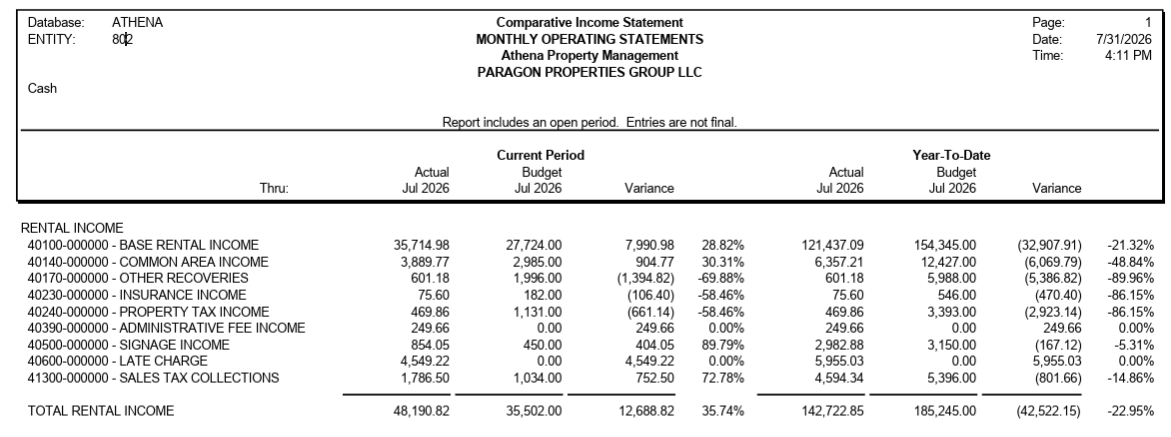 Database: ATHENA Comparative Income Statement Page: 1
ENTITY: 802 MONTHLY OPERATING STATEMENTS Date: 7/31/2026
Athena Property Management Time: 4:11 PM
PARAGON PROPERTIES GROUP LLC
Cash
Report includes an open period. Entries are not final.
Current Period Year-To-Date
Actual Budget Actual Budget
Thru: Jul 2026 Jul 2026 Variance Jul 2026 Jul 2026 Variance
RENTAL INCOME
40100-000000 - BASE RENTAL INCOME 35,714.98 27,724.00 7,990.98 28.82% 121,437.09 154,345.00 (32,907.91) -21.32%
40140-000000 - COMMON AREA INCOME 3,889.77 2,985.00 904.77 30.31% 6,357.21 12,427.00 (6,069.79) -48.84%
40170-000000 - OTHER RECOVERIES 601.18 1,996.00 (1,394.82) -69.88% 601.18 5,988.00 (5,386.82) -89.96%
40230-000000 - INSURANCE INCOME 75.60 182.00 (106.40) -58.46% 75.60 546.00 (470.40) -86.15%
40240-000000 - PROPERTY TAX INCOME 469.86 1,131.00 (661.14) -58.46% 469.86 3,393.00 (2,923.14) -86.15%
40390-000000 - ADMINISTRATIVE FEE INCOME 249.66 0.00 249.66 0.00% 249.66 0.00 249.66 0.00%
40500-000000 - SIGNAGE INCOME 854.05 450.00 404.05 89.79% 2,982.88 3,150.00 (167.12) -5.31%
40600-000000 - LATE CHARGE 4,549.22 0.00 4,549.22 0.00% 5,955.03 0.00 5,955.03 0.00%
41300-000000 - SALES TAX COLLECTIONS 1,786.50 1,034.00 752.50 72.78% 4,594.34 5,396.00 (801.66) -14.86%
TOTAL RENTAL INCOME 48,190.82 35,502.00 12,688.82 35.74% 142,722.85 185,245.00 (42,522.15) -22.95%